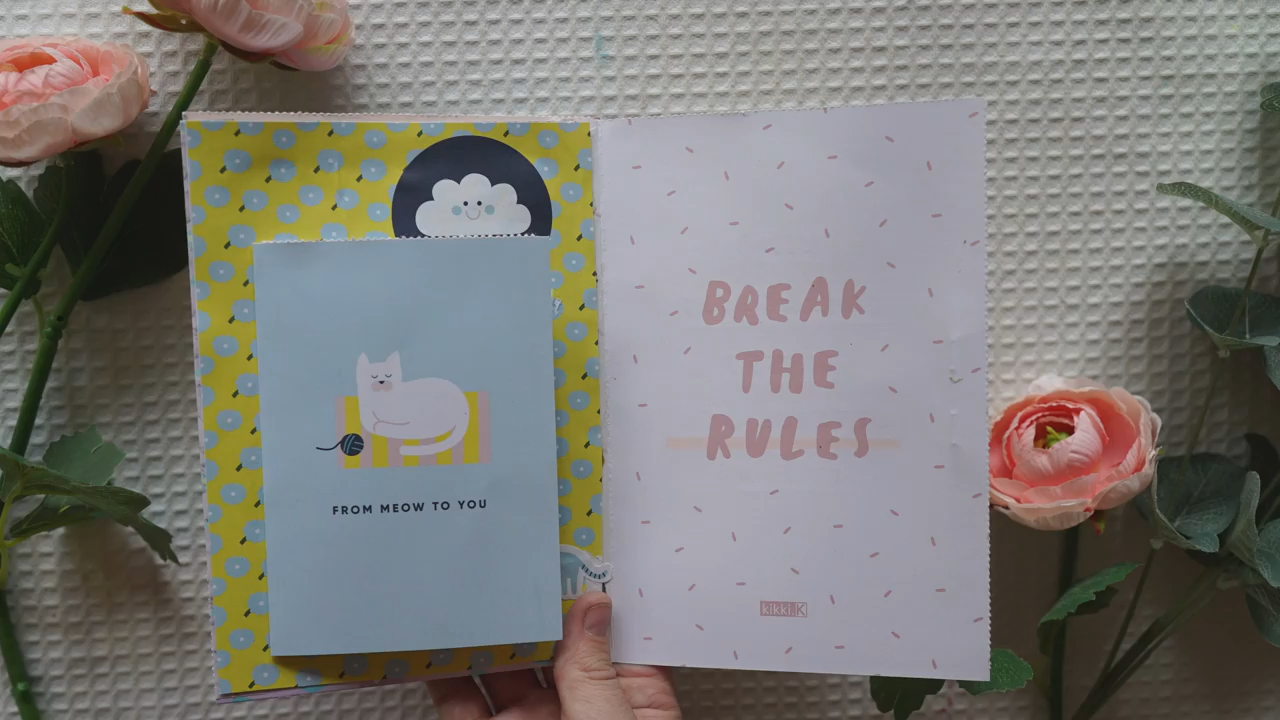 FROM MEOW TO YOU
BREAK
THE
RULES
kikki.K